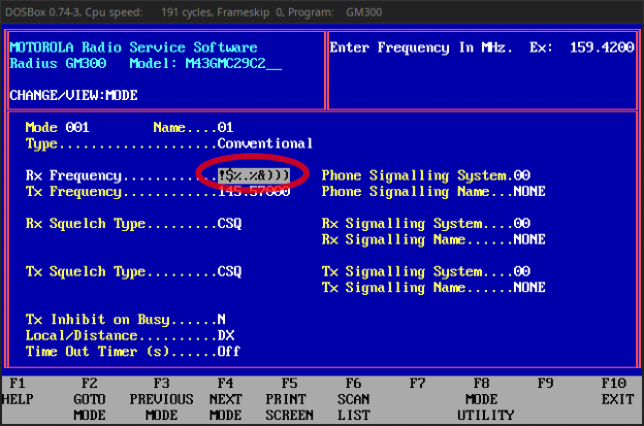 DOSBox 0.74-3, Cpu speed: 191 cycles, Frameskip 0, Program: GM300
MOTOROLA Radio Service Software
Radius GM300 Model: M43GMC29C2__
Enter Frequency In MHz. Ex: 159.4200
CHANGE/VIEW:MODE
Mode 001 Name....01
Type....................Conventional
Rx Frequency............!$%.%&))) Phone Signalling System.00
Tx Frequency............145.57000 Phone Signalling Name...NONE
Rx Squelch Type.........CSQ Rx Signalling System....00
Rx Signalling Name......NONE
Tx Squelch Type.........CSQ Tx Signalling System....00
Tx Signalling Name......NONE
Tx Inhibit on Busy......N
Local/Distance..........DX
Time Out Timer (s)......Off
F1 F2 F3 F4 F5 F6 F7 F8 F9 F10
HELP GOTO PREVIOUS NEXT PRINT SCAN MODE EXIT
MODE MODE MODE SCREEN LIST UTILITY